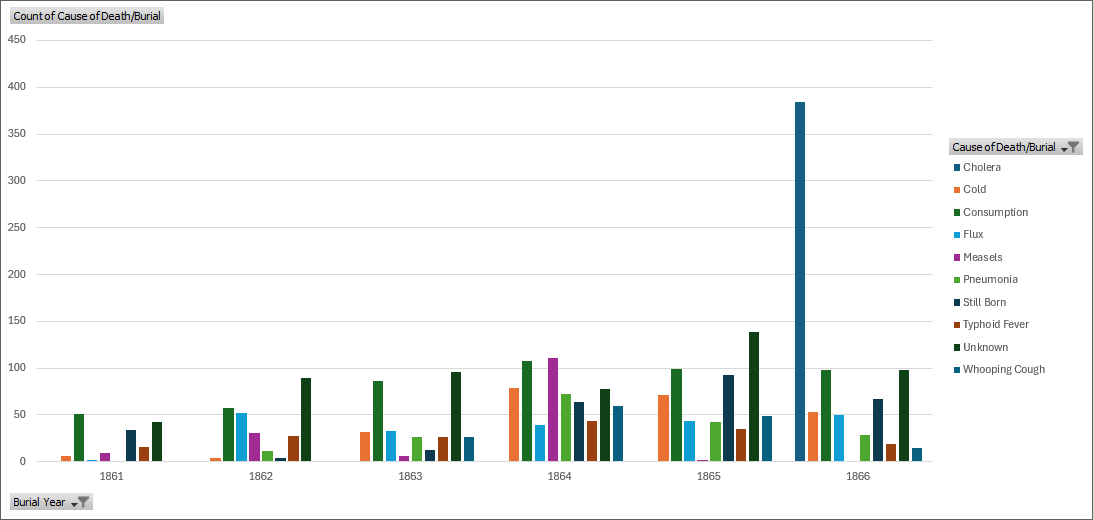 Count of Cause of Death/Burial
450
400
350
300
250
200
150
100
50
0
1861 1862 1863 1864 1865 1866
Burial Year
Cause of Death/Burial
Cholera
Cold
Consumption
Flux
Measels
Pneumonia
Still Born
Typhoid Fever
Unknown
Whooping Cough